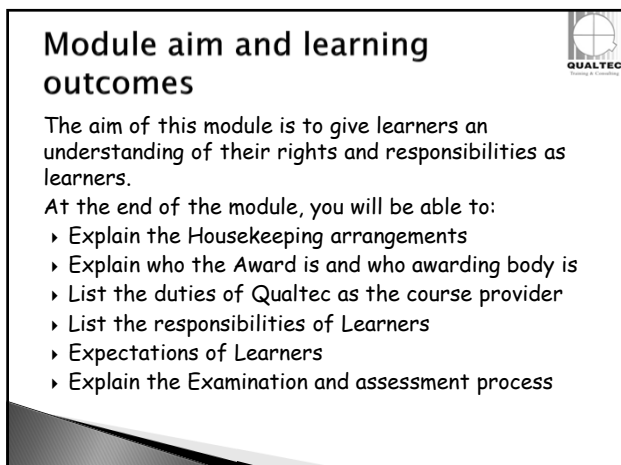 Module aim and learning
outcomes
QUALTEC
Training & Consulting
The aim of this module is to give learners an
understanding of their rights and responsibilities as
learners.
At the end of the module, you will be able to:
Explain the Housekeeping arrangements
Explain who the Award is and who awarding body is
List the duties of Qualtec as the course provider
List the responsibilities of Learners
Expectations of Learners
Explain the Examination and assessment process